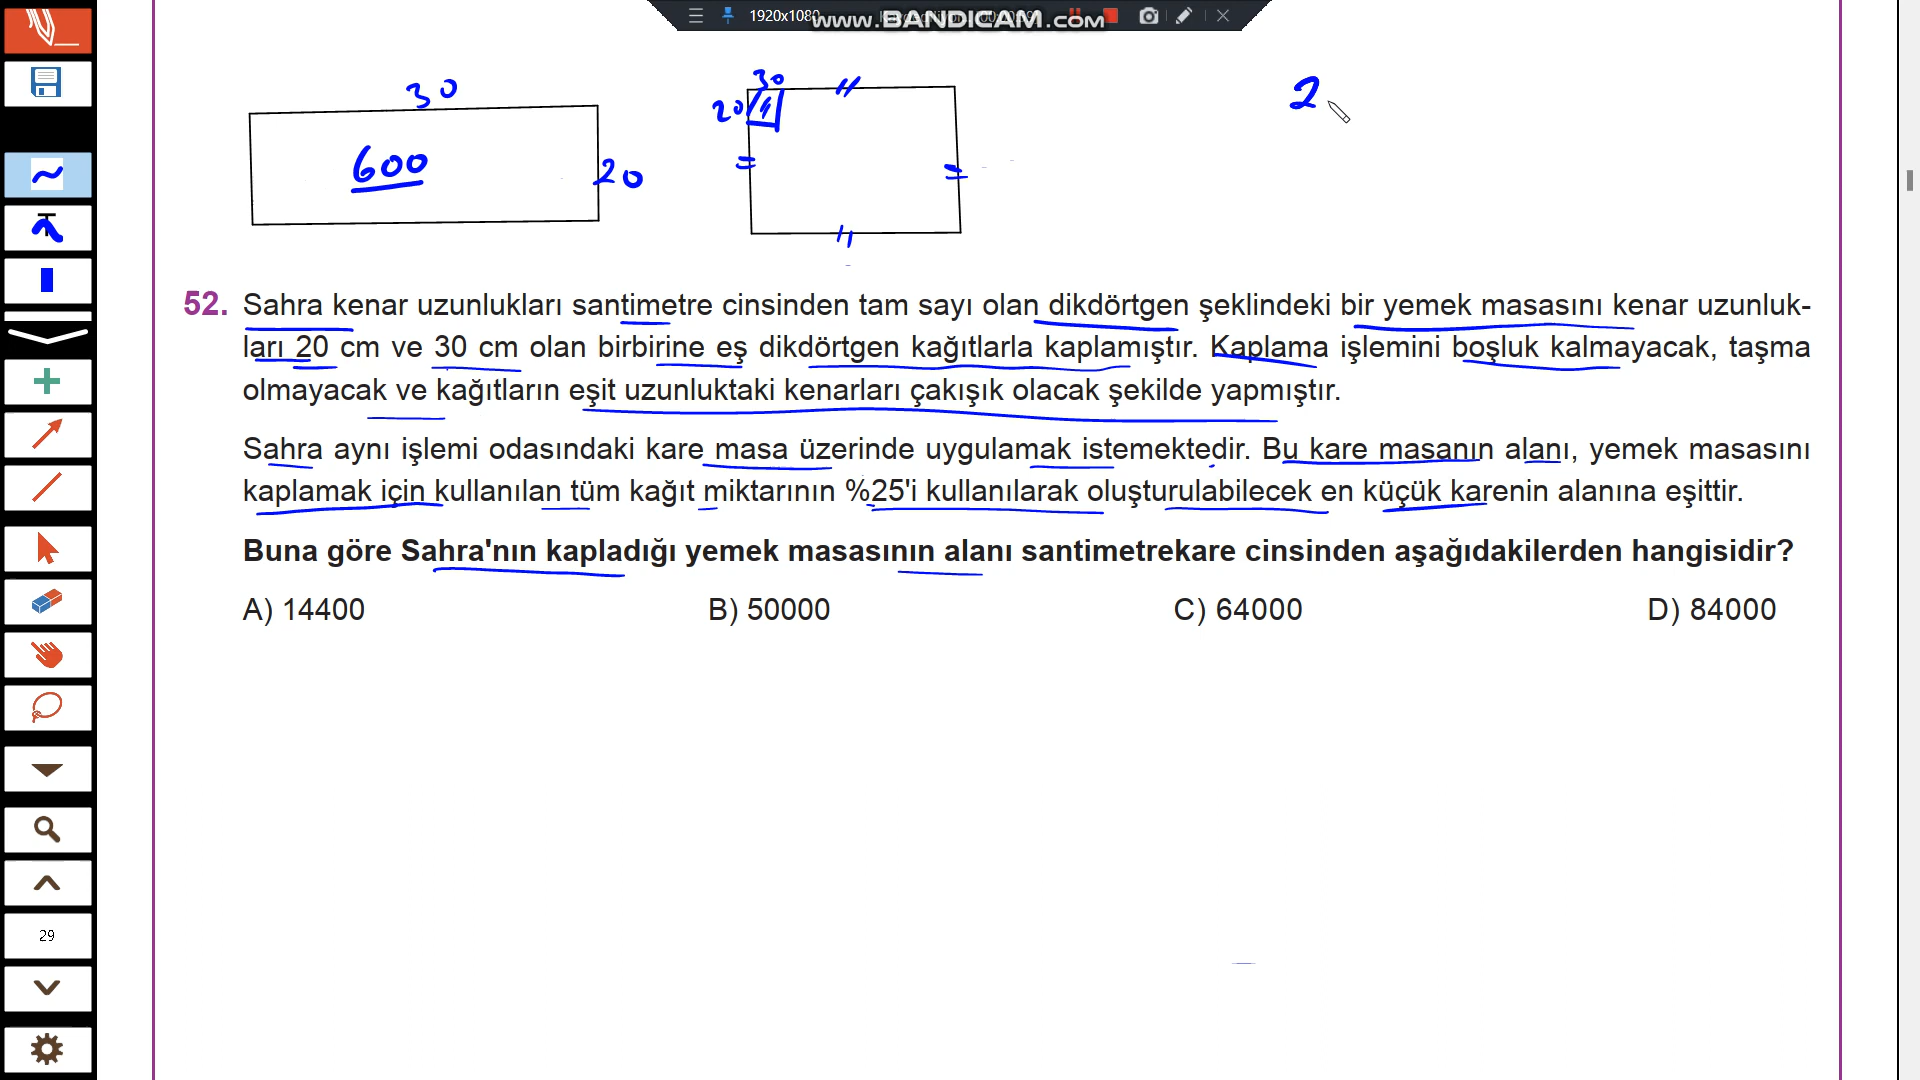 1920x1080
www.BANDICAM.com
30
600
20
30
20
2
52. Sahra kenar uzunlukları santimetre cinsinden tam sayı olan dikdörtgen şeklindeki bir yemek masasını kenar uzunluk-
ları 20 cm ve 30 cm olan birbirine eş dikdörtgen kağıtlarla kaplamıştır. Kaplama işlemini boşluk kalmayacak, taşma
olmayacak ve kağıtların eşit uzunluktaki kenarları çakışık olacak şekilde yapmıştır.
Sahra aynı işlemi odasındaki kare masa üzerinde uygulamak istemektedir. Bu kare masanın alanı, yemek masasını
kaplamak için kullanılan tüm kağıt miktarının %25'i kullanılarak oluşturulabilecek en küçük karenin alanına eşittir.
Buna göre Sahra'nın kapladığı yemek masasının alanı santimetrekare cinsinden aşağıdakilerden hangisidir?
A) 14400 B) 50000 C) 64000 D) 84000
29